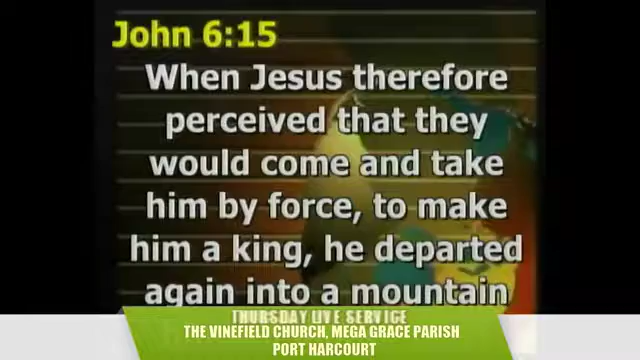 John 6:15
When Jesus therefore
perceived that they
would come and take
him by force, to make
him a king, he departed
again into a mountain
THURSDAY LIVE SERVICE
THE VINEFIELD CHURCH, MEGA GRACE PARISH
PORT HARCOURT